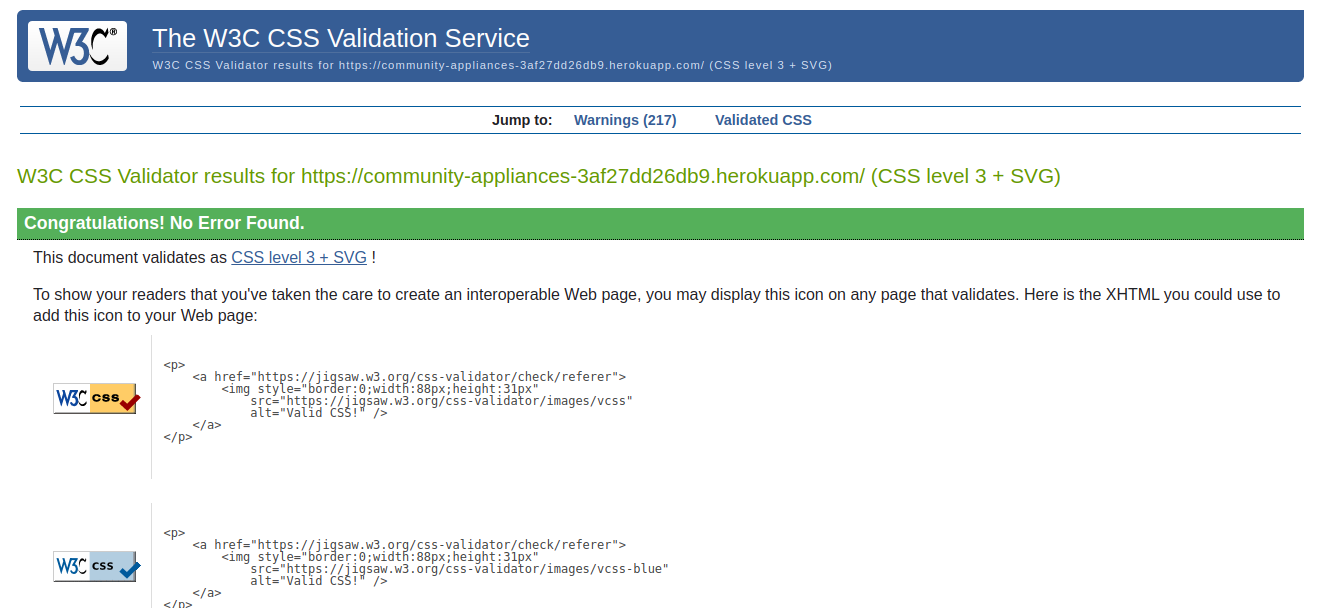 W3C®
The W3C CSS Validation Service
W3C CSS Validator results for https://community-appliances-3af27dd26db9.herokuapp.com/ (CSS level 3 + SVG)
Jump to: Warnings (217) Validated CSS
W3C CSS Validator results for https://community-appliances-3af27dd26db9.herokuapp.com/ (CSS level 3 + SVG)
Congratulations! No Error Found.
This document validates as CSS level 3 + SVG !
To show your readers that you've taken the care to create an interoperable Web page, you may display this icon on any page that validates. Here is the XHTML you could use to
add this icon to your Web page:
W3C css
<p>
    <a href="https://jigsaw.w3.org/css-validator/check/referer">
        <img style="border:0;width:88px;height:31px"
            src="https://jigsaw.w3.org/css-validator/images/vcss"
            alt="Valid CSS!" />
    </a>
</p>
W3C css
<p>
    <a href="https://jigsaw.w3.org/css-validator/check/referer">
        <img style="border:0;width:88px;height:31px"
            src="https://jigsaw.w3.org/css-validator/images/vcss-blue"
            alt="Valid CSS!" />
    </a>
</p>